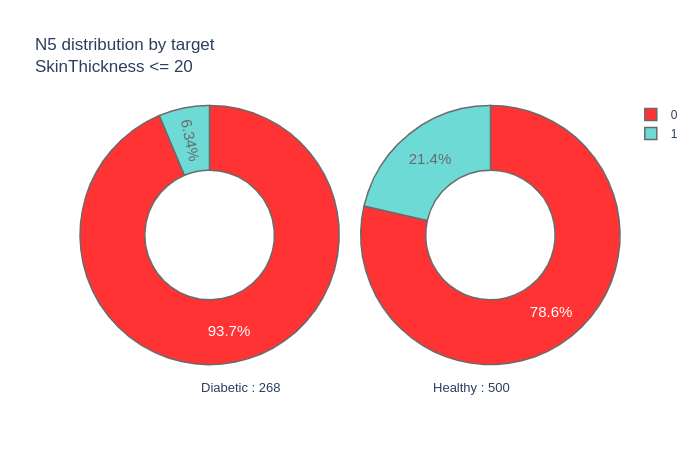 N5 distribution by target
SkinThickness <= 20
0
1
6.34%
21.4%
78.6%
93.7%
Diabetic : 268
Healthy : 500